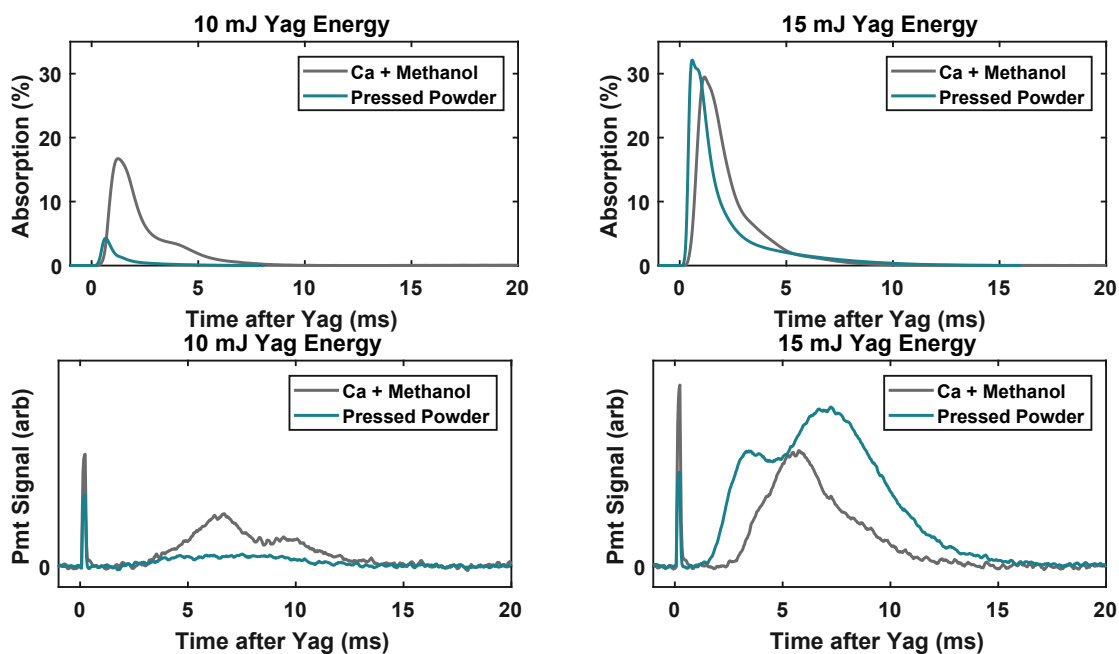 10 mJ Yag Energy
Absorption (%)
30
20
10
0
Ca + Methanol
Pressed Powder
0 5 10 15 20
Time after Yag (ms)
15 mJ Yag Energy
Absorption (%)
30
20
10
0
Ca + Methanol
Pressed Powder
0 5 10 15 20
Time after Yag (ms)
10 mJ Yag Energy
Pmt Signal (arb)
0
Ca + Methanol
Pressed Powder
0 5 10 15 20
Time after Yag (ms)
15 mJ Yag Energy
Pmt Signal (arb)
0
Ca + Methanol
Pressed Powder
0 5 10 15 20
Time after Yag (ms)